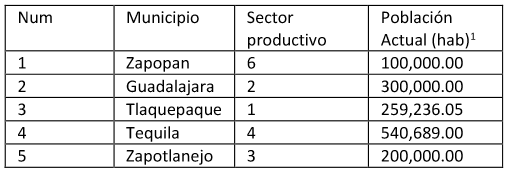 Num Municipio Sector productivo Población Actual (hab)¹
1 Zapopan 6 100,000.00
2 Guadalajara 2 300,000.00
3 Tlaquepaque 1 259,236.05
4 Tequila 4 540,689.00
5 Zapotlanejo 3 200,000.00